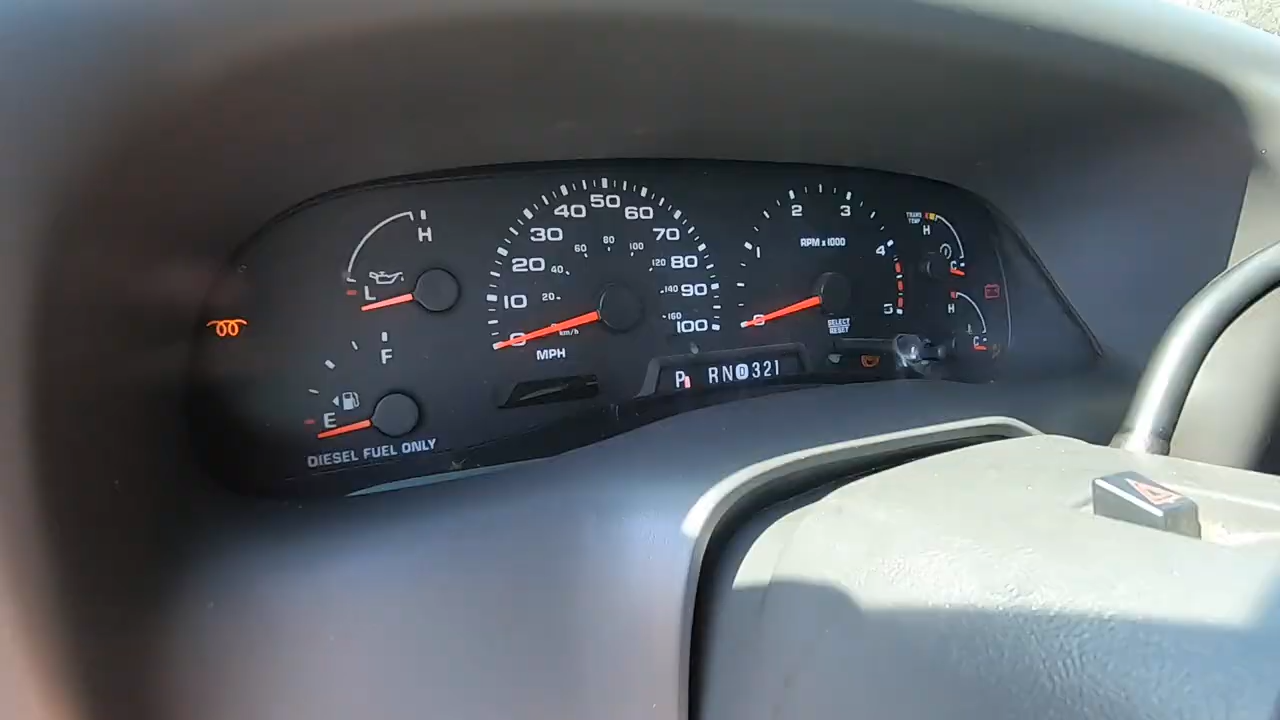 H
L
F
E
DIESEL FUEL ONLY
0 10 20 30 40 50 60 70 80 90 100
20 40 60 80 100 120 140 160
km/h
MPH
0 1 2 3 4 5
RPM x 1000
SELECT
RESET
P R N D 3 2 1
TRANS
TEMP
H
C
H
C